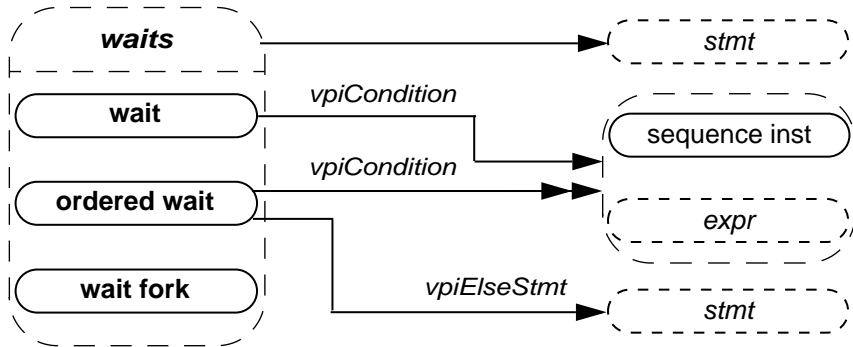 waits
stmt
vpiCondition
wait
sequence inst
vpiCondition
ordered wait
expr
wait fork
vpiElseStmt
stmt